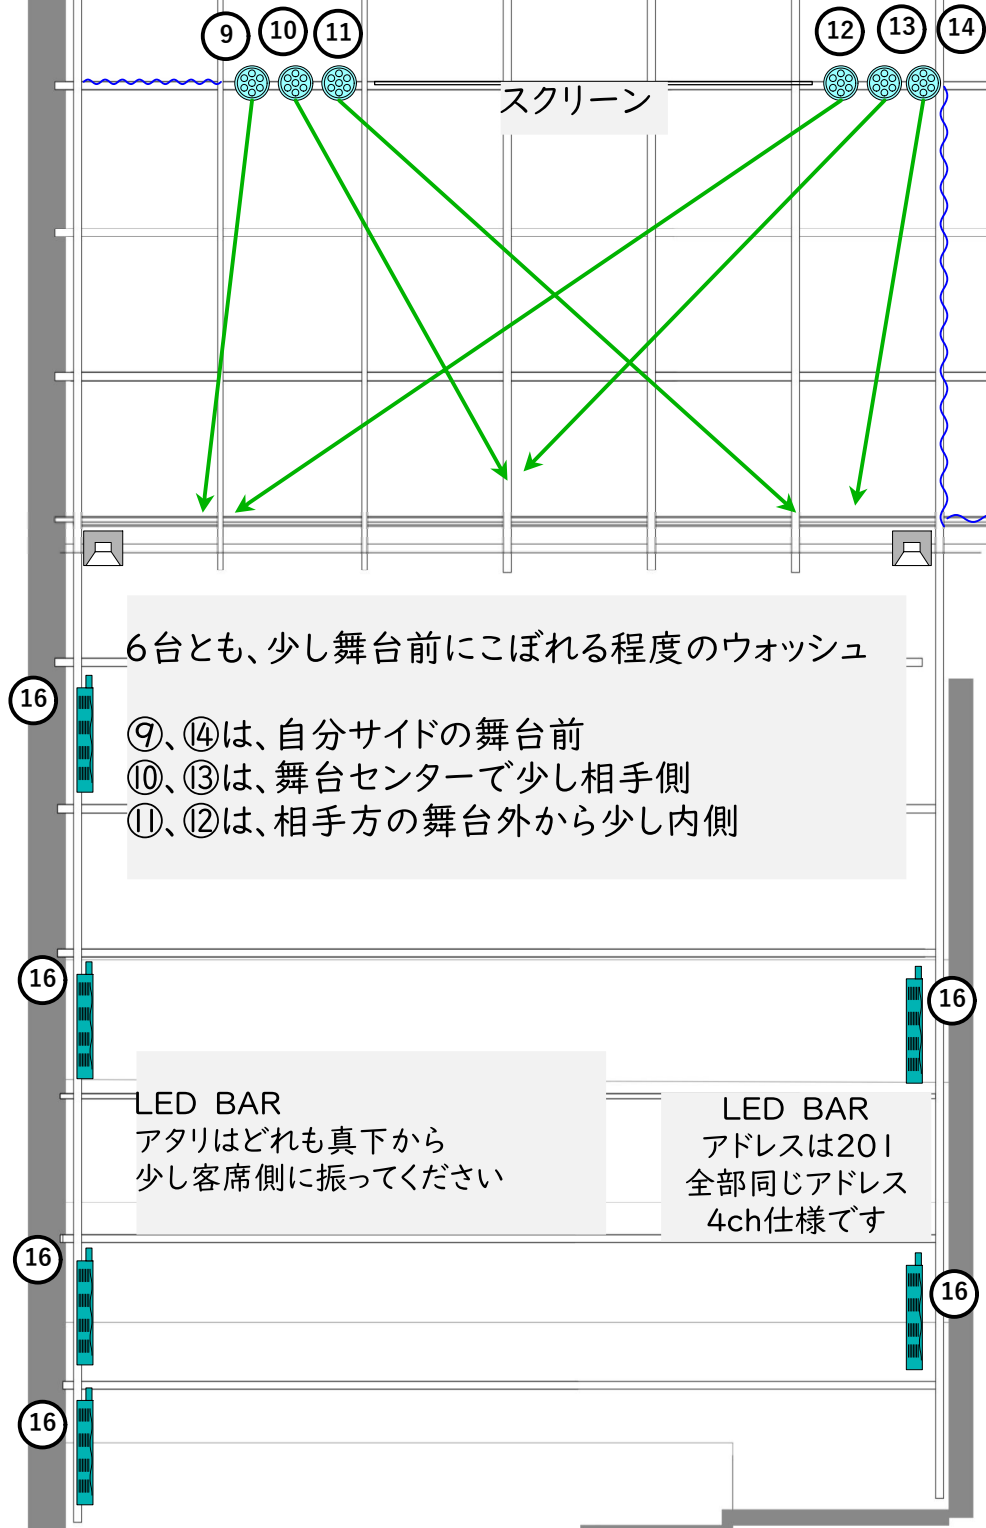 9
10
11
12
13
14
スクリーン
6台とも、少し舞台前にこぼれる程度のウォッシュ
⑨、⑭は、自分サイドの舞台前
⑩、⑬は、舞台センターで少し相手側
⑪、⑫は、相手方の舞台外から少し内側
16
16
16
LED BAR
アタリはどれも真下から
少し客席側に振ってください
LED BAR
アドレスは201
全部同じアドレス
4ch仕様です
16
16
16